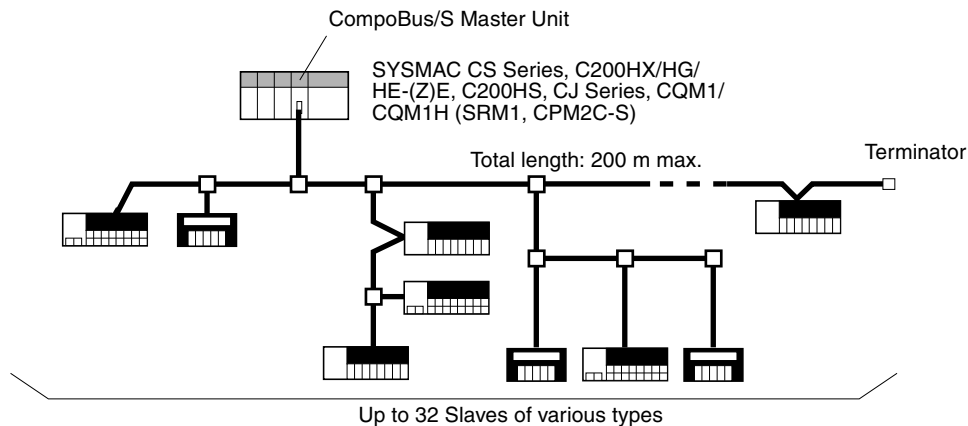 CompoBus/S Master Unit
SYSMAC CS Series, C200HX/HG/
HE-(Z)E, C200HS, CJ Series, CQM1/
CQM1H (SRM1, CPM2C-S)
Total length: 200 m max.
Terminator
Up to 32 Slaves of various types